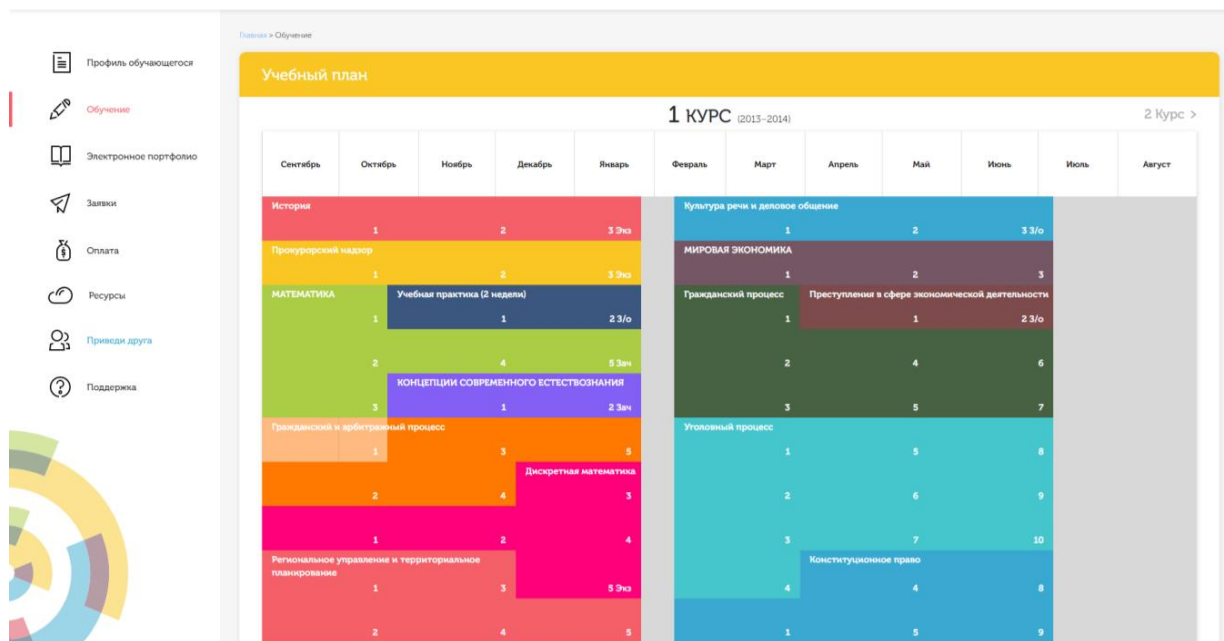 Главная > Обучение
Профиль обучающегося
Обучение
Электронное портфолио
Заявки
Оплата
Ресурсы
Приведи друга
Поддержка
Учебный план
1 КУРС (2013–2014)
2 Курс >
Сентябрь Октябрь Ноябрь Декабрь Январь Февраль Март Апрель Май Июнь Июль Август
История
1 2 3 Экз
Прокурорский надзор
1 2 3 Экз
МАТЕМАТИКА Учебная практика (2 недели)
1 1 2 З/о
2 4 5 Зач
КОНЦЕПЦИИ СОВРЕМЕННОГО ЕСТЕСТВОЗНАНИЯ
3 1 2 Зач
Гражданский и арбитражный процесс
1 3 5
Дискретная математика
2 4 3
1 2 4
Региональное управление и территориальное
планирование
1 3 5 Экз
2 4 5
Культура речи и деловое общение
1 2 3 З/о
МИРОВАЯ ЭКОНОМИКА
1 2 3
Гражданский процесс Преступления в сфере экономической деятельности
1 1 2 З/о
2 4 6
3 5 7
Уголовный процесс
1 5 8
2 6 9
3 7 10
Конституционное право
4 4 8
1 5 9